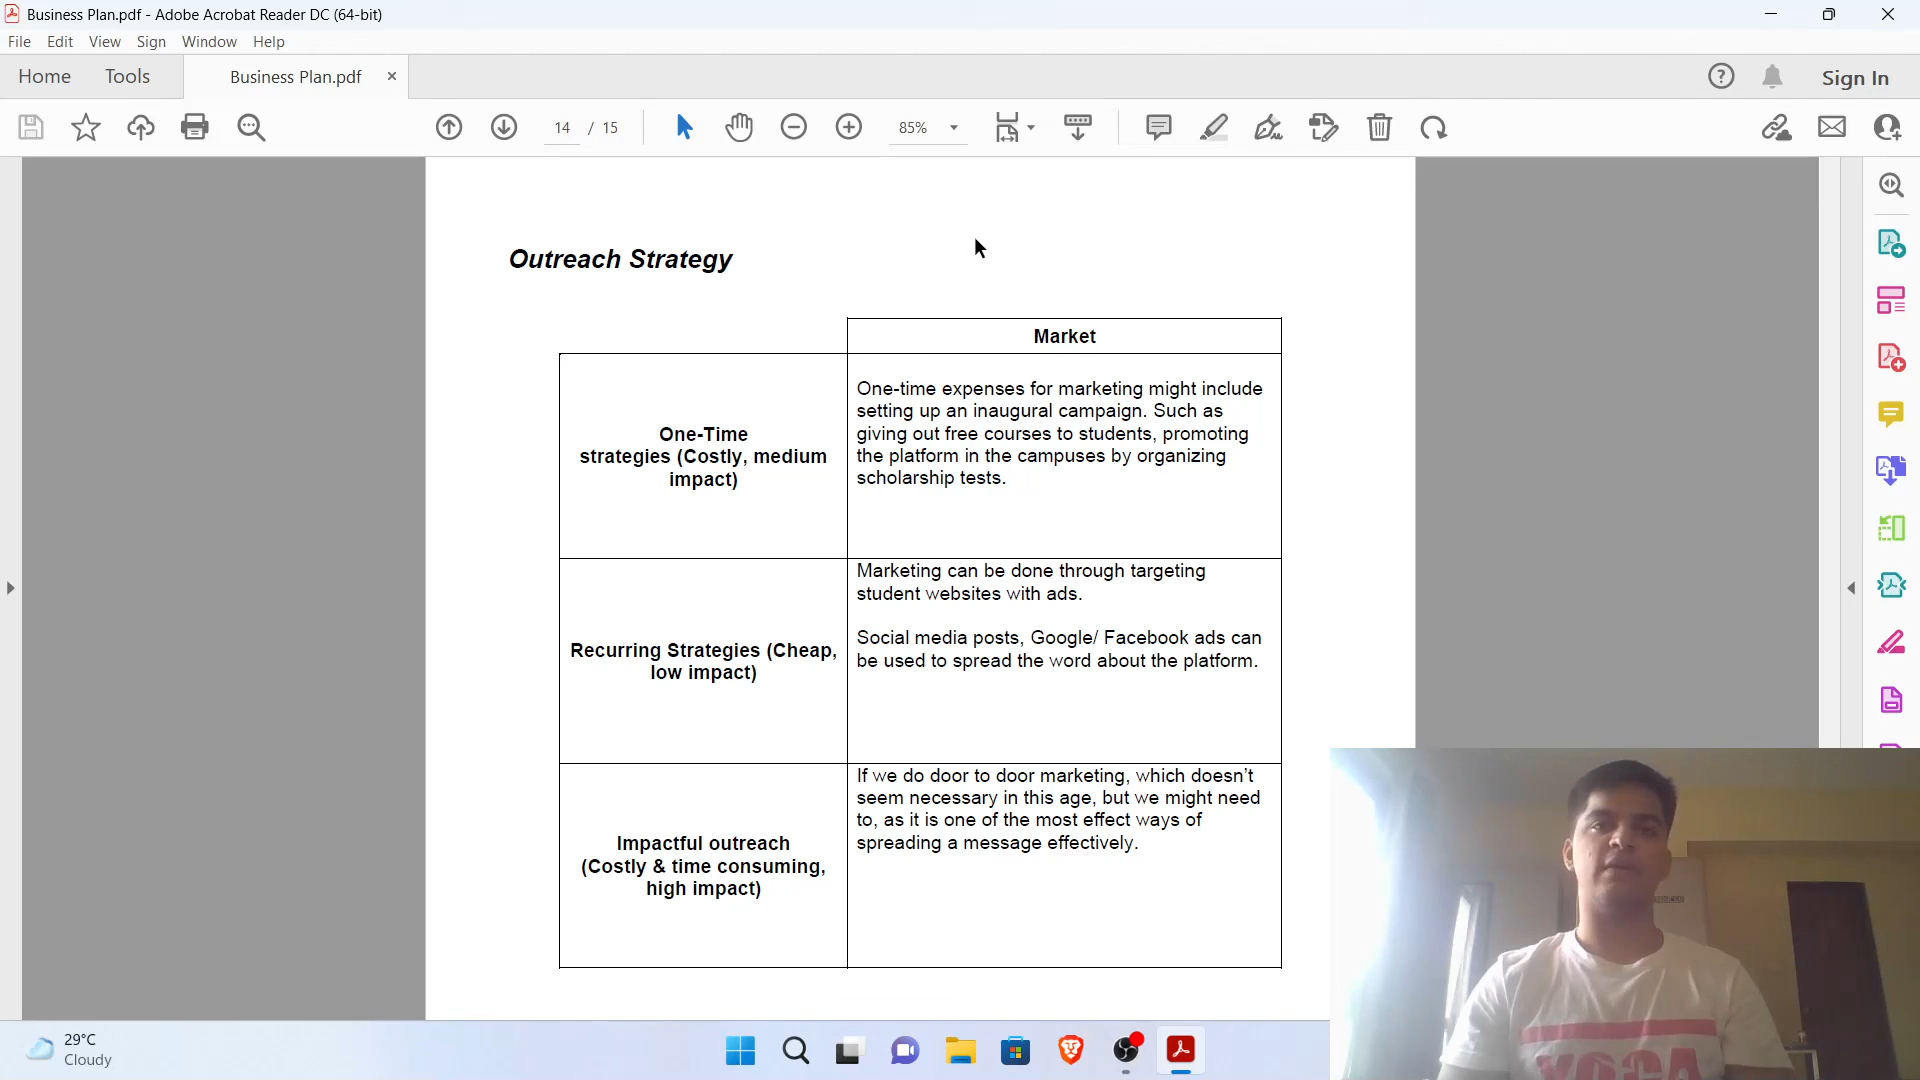 Business Plan.pdf - Adobe Acrobat Reader DC (64-bit)
File Edit View Sign Window Help
Home Tools Business Plan.pdf × Sign In
14 / 15 85%
Outreach Strategy
Market
One-Time
strategies (Costly, medium
impact)
One-time expenses for marketing might include
setting up an inaugural campaign. Such as
giving out free courses to students, promoting
the platform in the campuses by organizing
scholarship tests.
Recurring Strategies (Cheap,
low impact)
Marketing can be done through targeting
student websites with ads.
Social media posts, Google/ Facebook ads can
be used to spread the word about the platform.
Impactful outreach
(Costly & time consuming,
high impact)
If we do door to door marketing, which doesn't
seem necessary in this age, but we might need
to, as it is one of the most effect ways of
spreading a message effectively.
29°C
Cloudy
YOGA